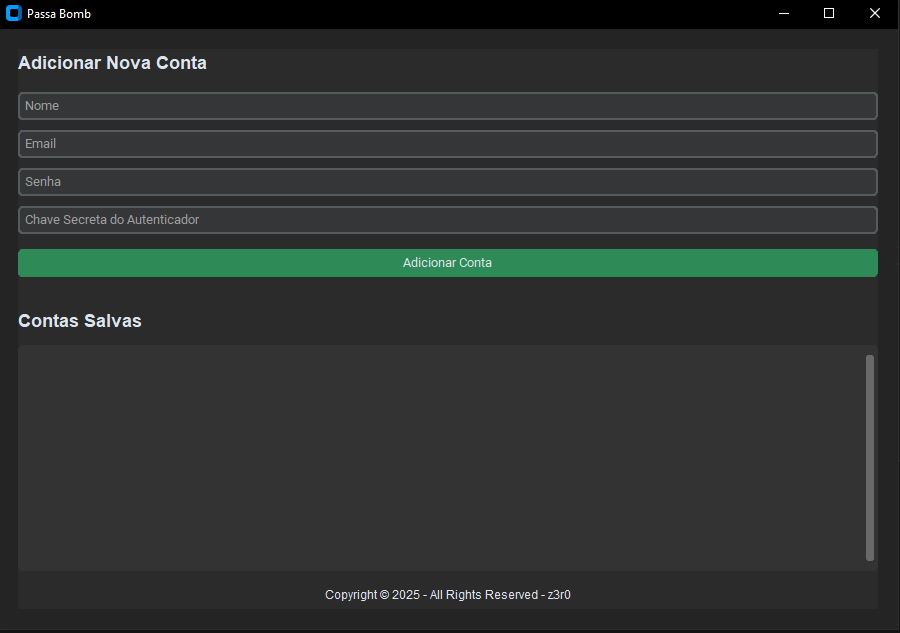 Passa Bomb
Adicionar Nova Conta
Nome
Email
Senha
Chave Secreta do Autenticador
Adicionar Conta
Contas Salvas
Copyright © 2025 - All Rights Reserved - z3r0